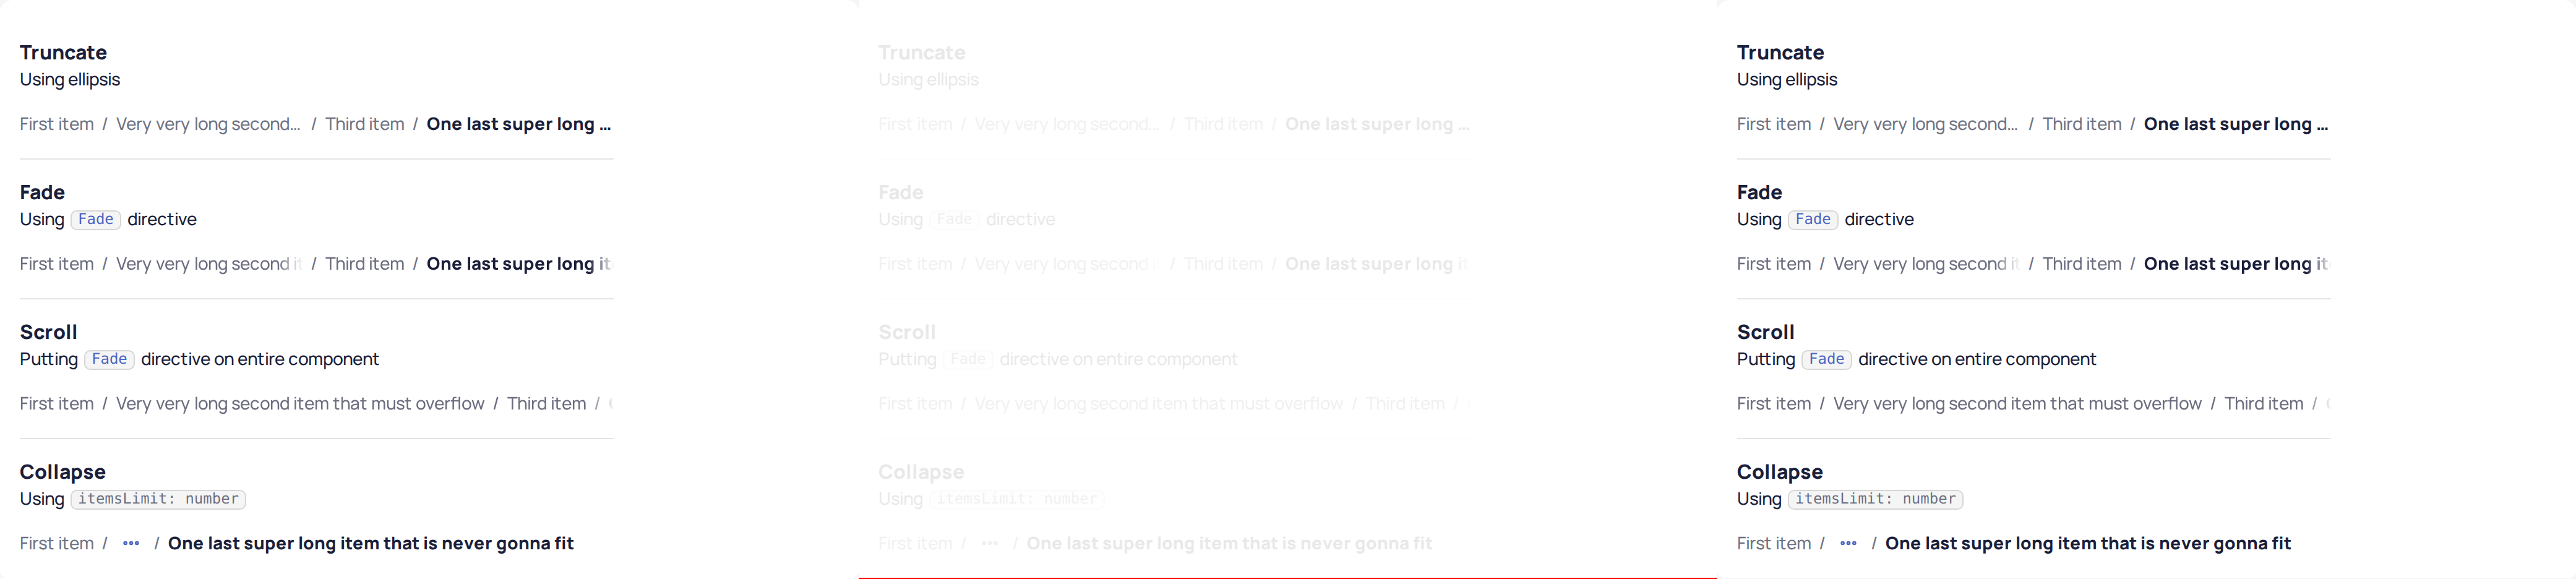 Truncate
Using ellipsis
First item / Very very long second... / Third item / One last super long ...
Fade
Using Fade directive
First item / Very very long second it / Third item / One last super long it
Scroll
Putting Fade directive on entire component
First item / Very very long second item that must overflow / Third item /
Collapse
Using itemsLimit: number
First item / ••• / One last super long item that is never gonna fit
Truncate
Using ellipsis
First item / Very very long second... / Third item / One last super long ...
Fade
Using Fade directive
First item / Very very long second / Third item / One last super long it
Scroll
Putting Fade directive on entire component
First item / Very very long second item that must overflow / Third item /
Collapse
Using itemsLimit: number
First item / ••• / One last super long item that is never gonna fit
Truncate
Using ellipsis
First item / Very very long second... / Third item / One last super long ...
Fade
Using Fade directive
First item / Very very long second it / Third item / One last super long it
Scroll
Putting Fade directive on entire component
First item / Very very long second item that must overflow / Third item /
Collapse
Using itemsLimit: number
First item / ••• / One last super long item that is never gonna fit